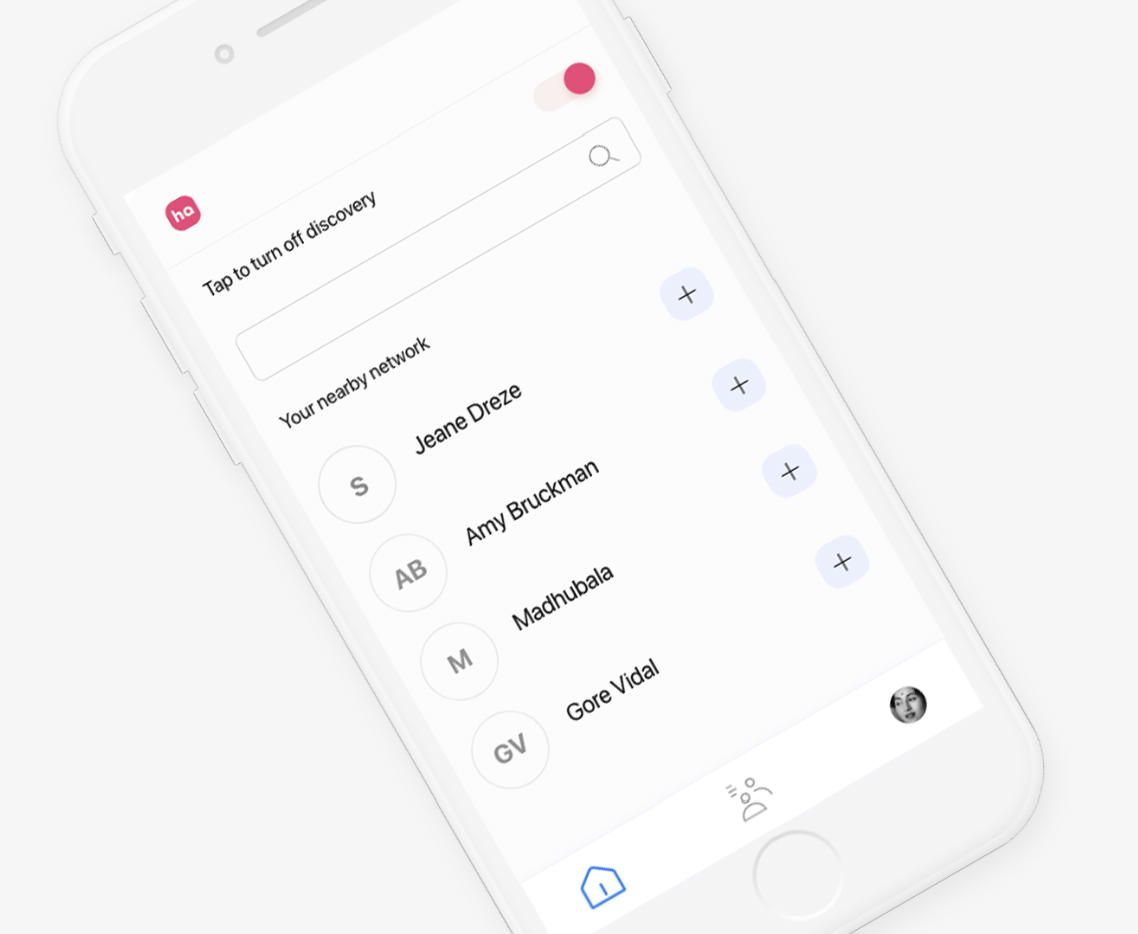 ha
Tap to turn off discovery
Your nearby network
S
Jeane Dreze
AB
Amy Bruckman
M
Madhubala
GV
Gore Vidal